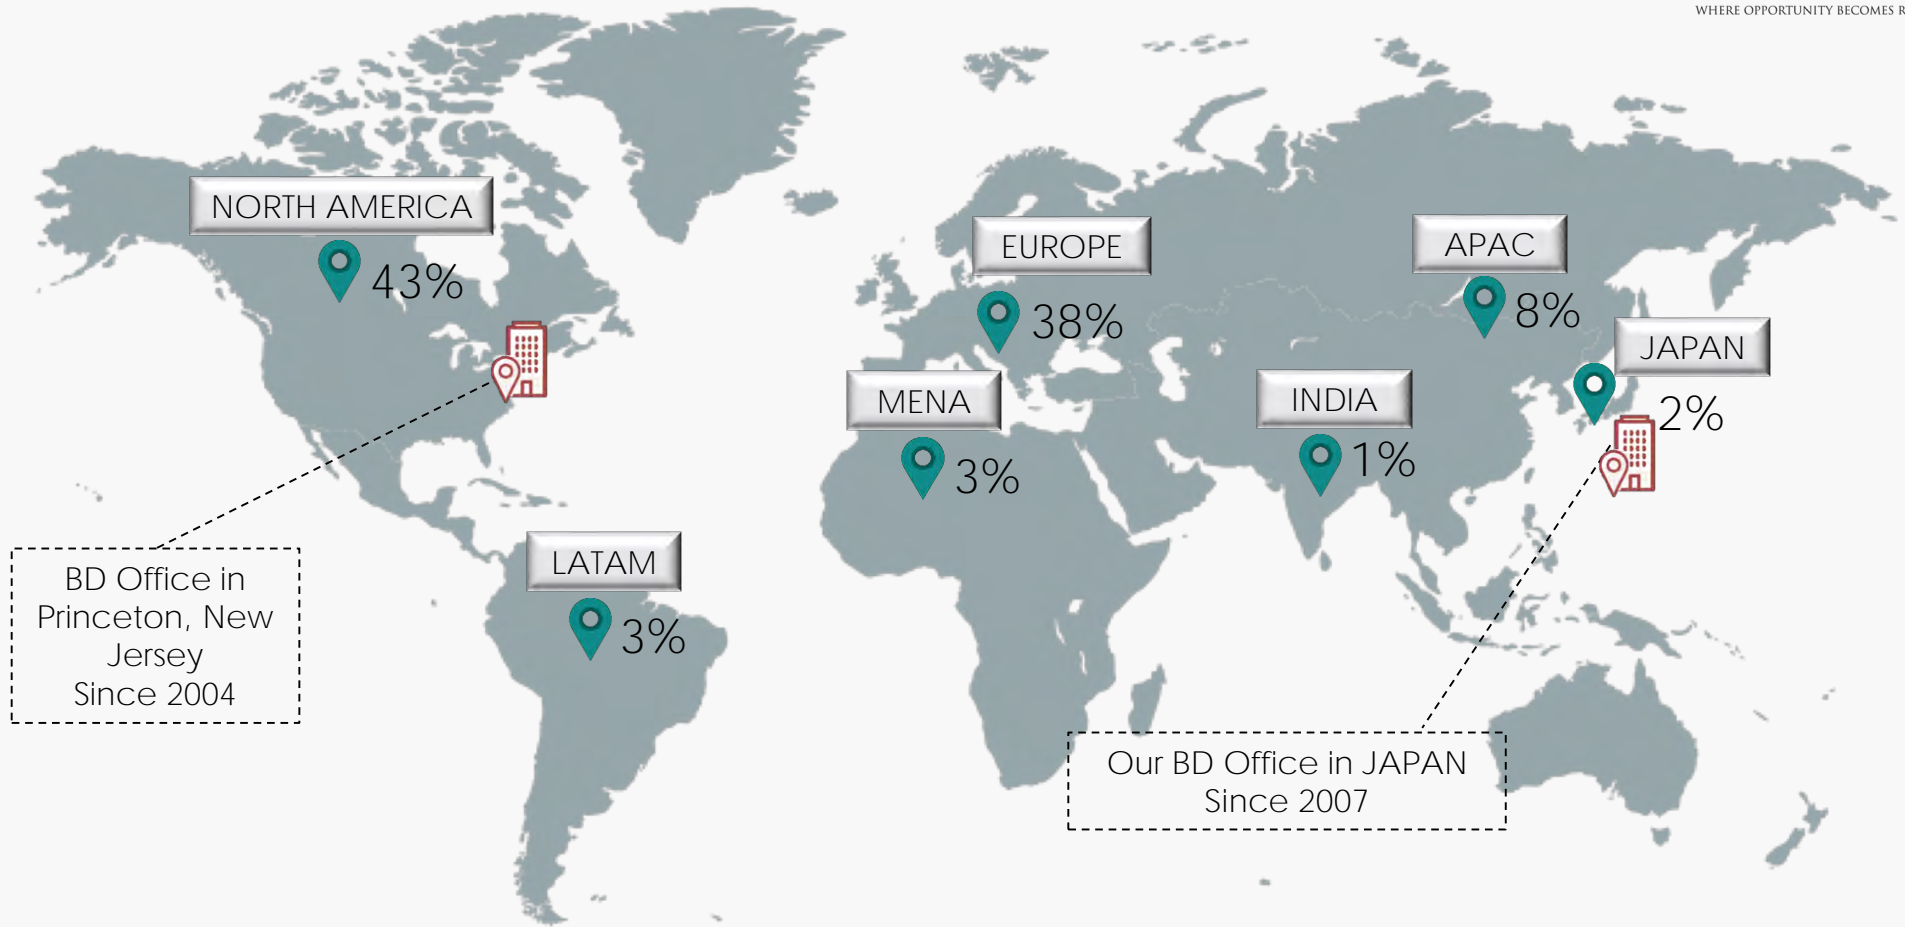 WHERE OPPORTUNITY BECOMES
NORTH AMERICA
43%
EUROPE
38%
APAC
8%
JAPAN
2%
MENA
3%
INDIA
1%
LATAM
3%
BD Office in
Princeton, New
Jersey
Since 2004
Our BD Office in JAPAN
Since 2007